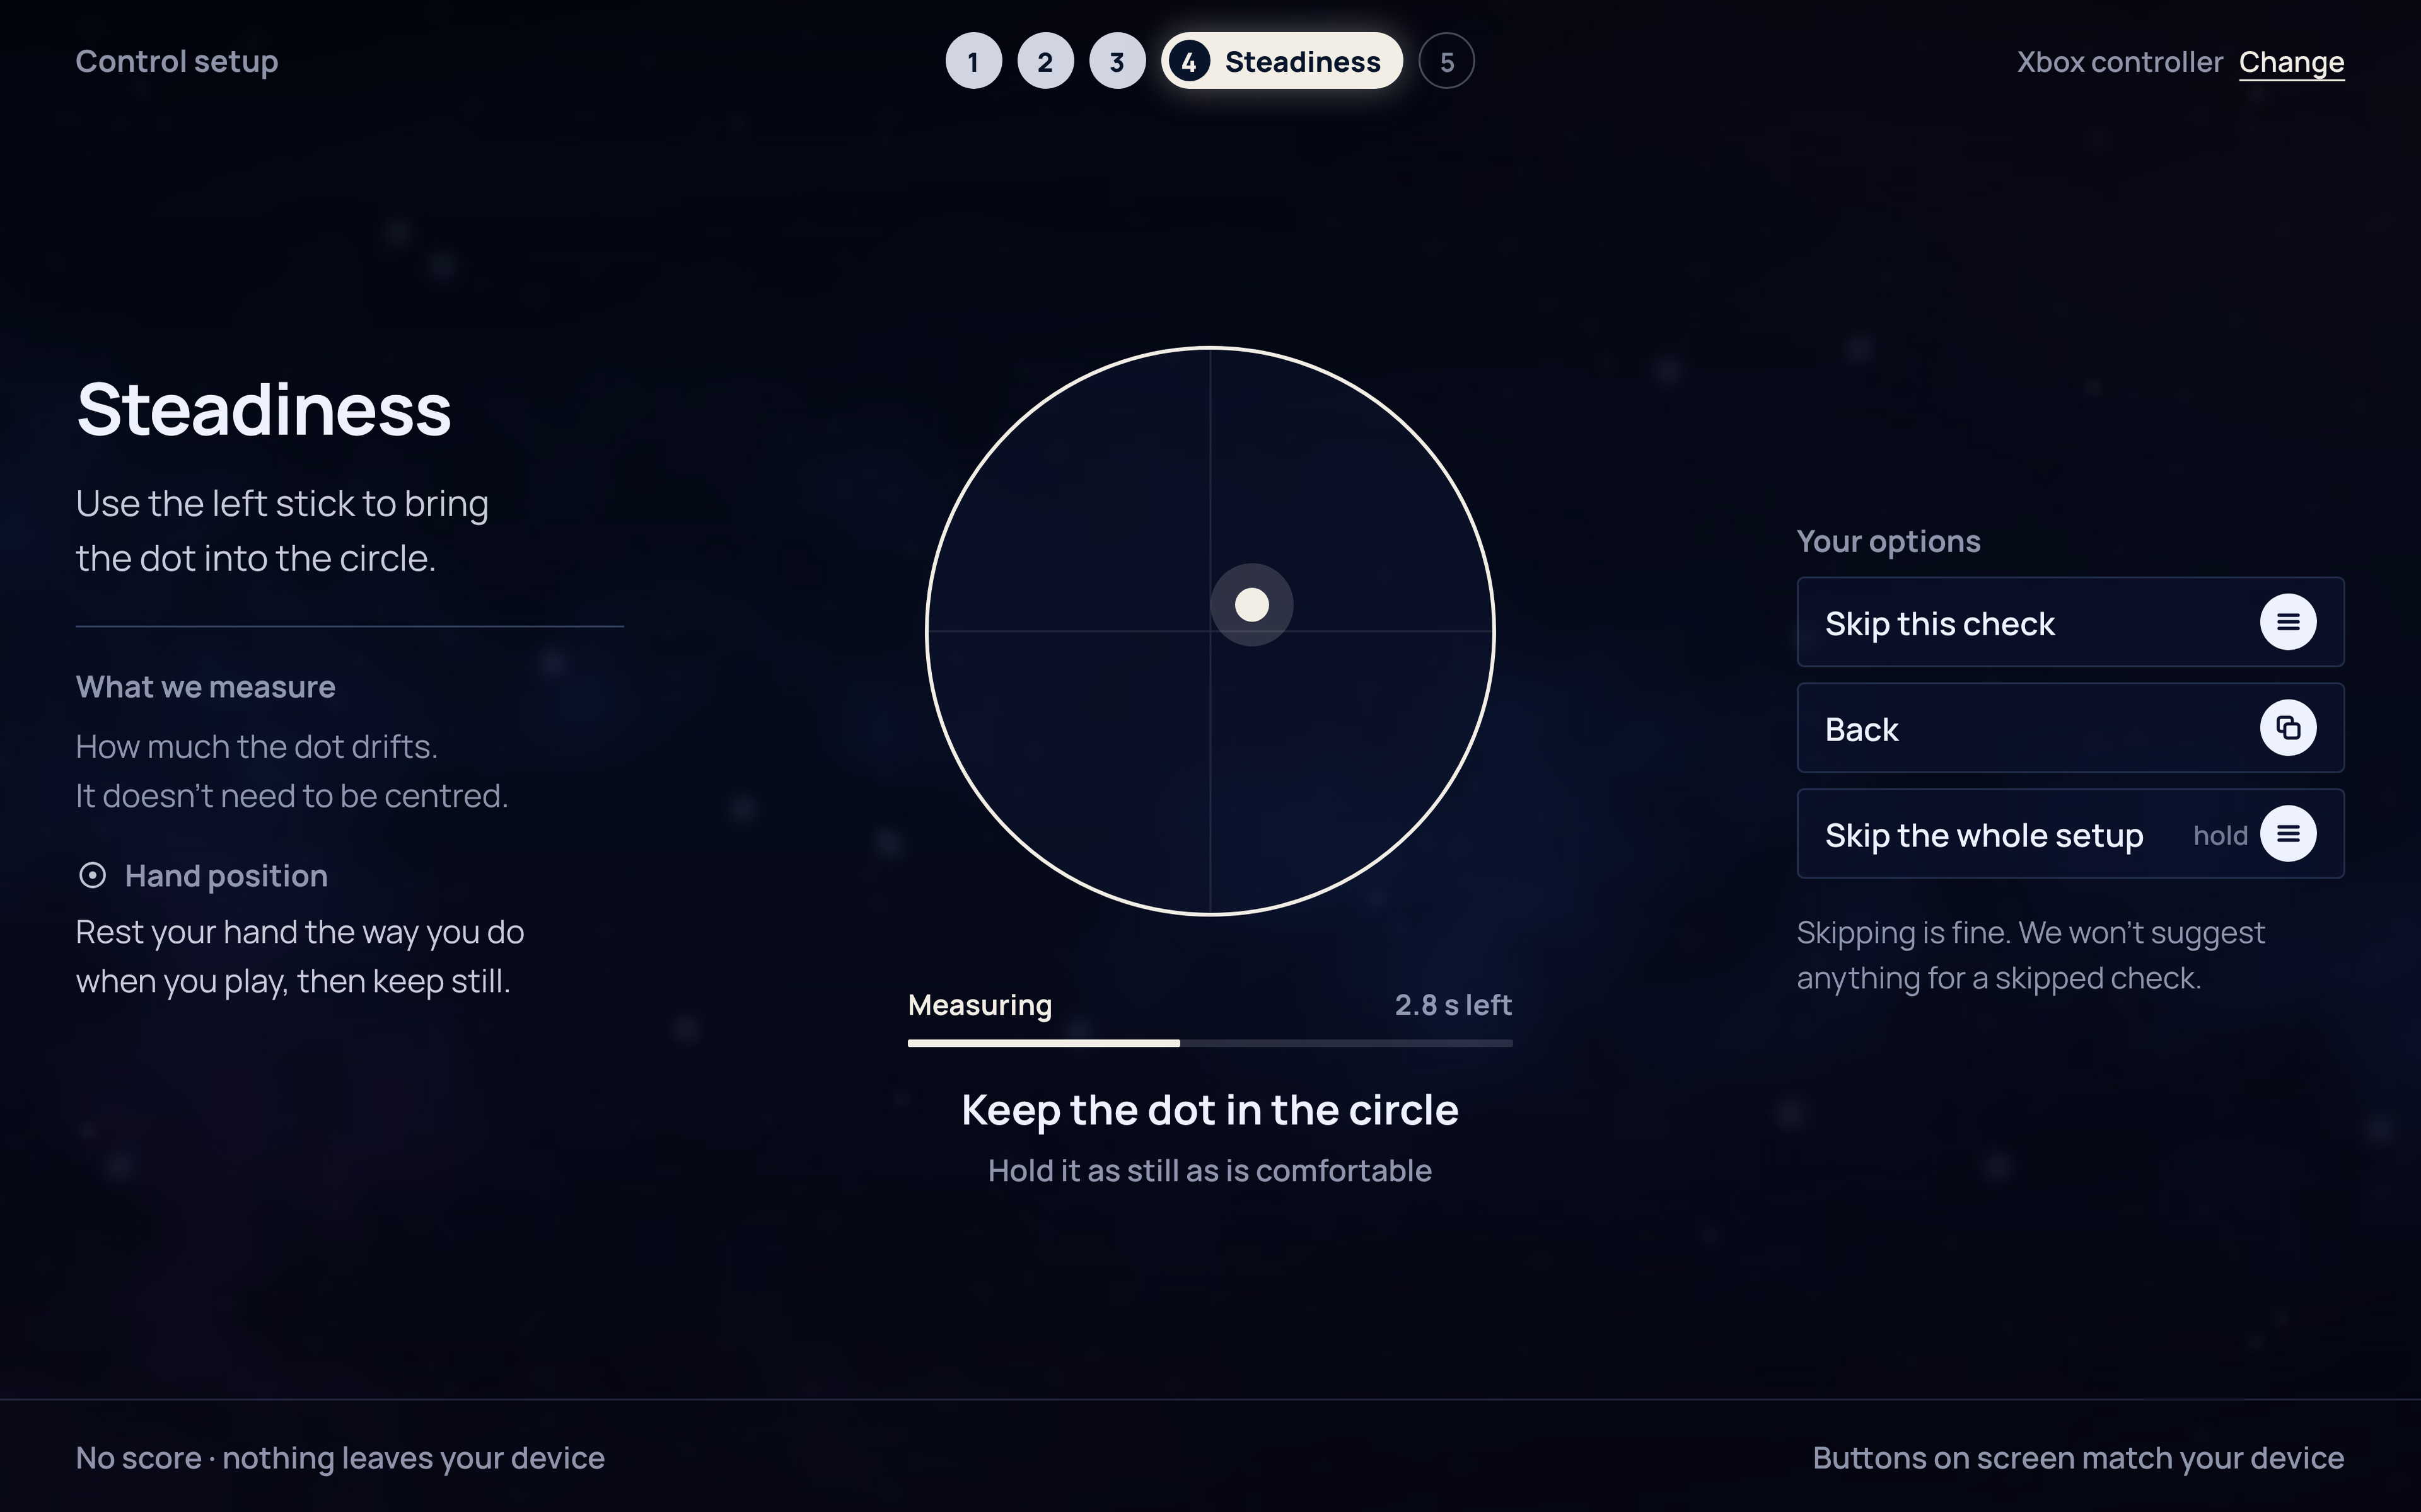 Control setup
1
2
3
4 Steadiness
5
Xbox controller Change
Steadiness
Use the left stick to bring
the dot into the circle.
What we measure
How much the dot drifts.
It doesn’t need to be centred.
Hand position
Rest your hand the way you do
when you play, then keep still.
Measuring 2.8 s left
Keep the dot in the circle
Hold it as still as is comfortable
Your options
Skip this check
Back
Skip the whole setup hold
Skipping is fine. We won’t suggest
anything for a skipped check.
No score · nothing leaves your device
Buttons on screen match your device